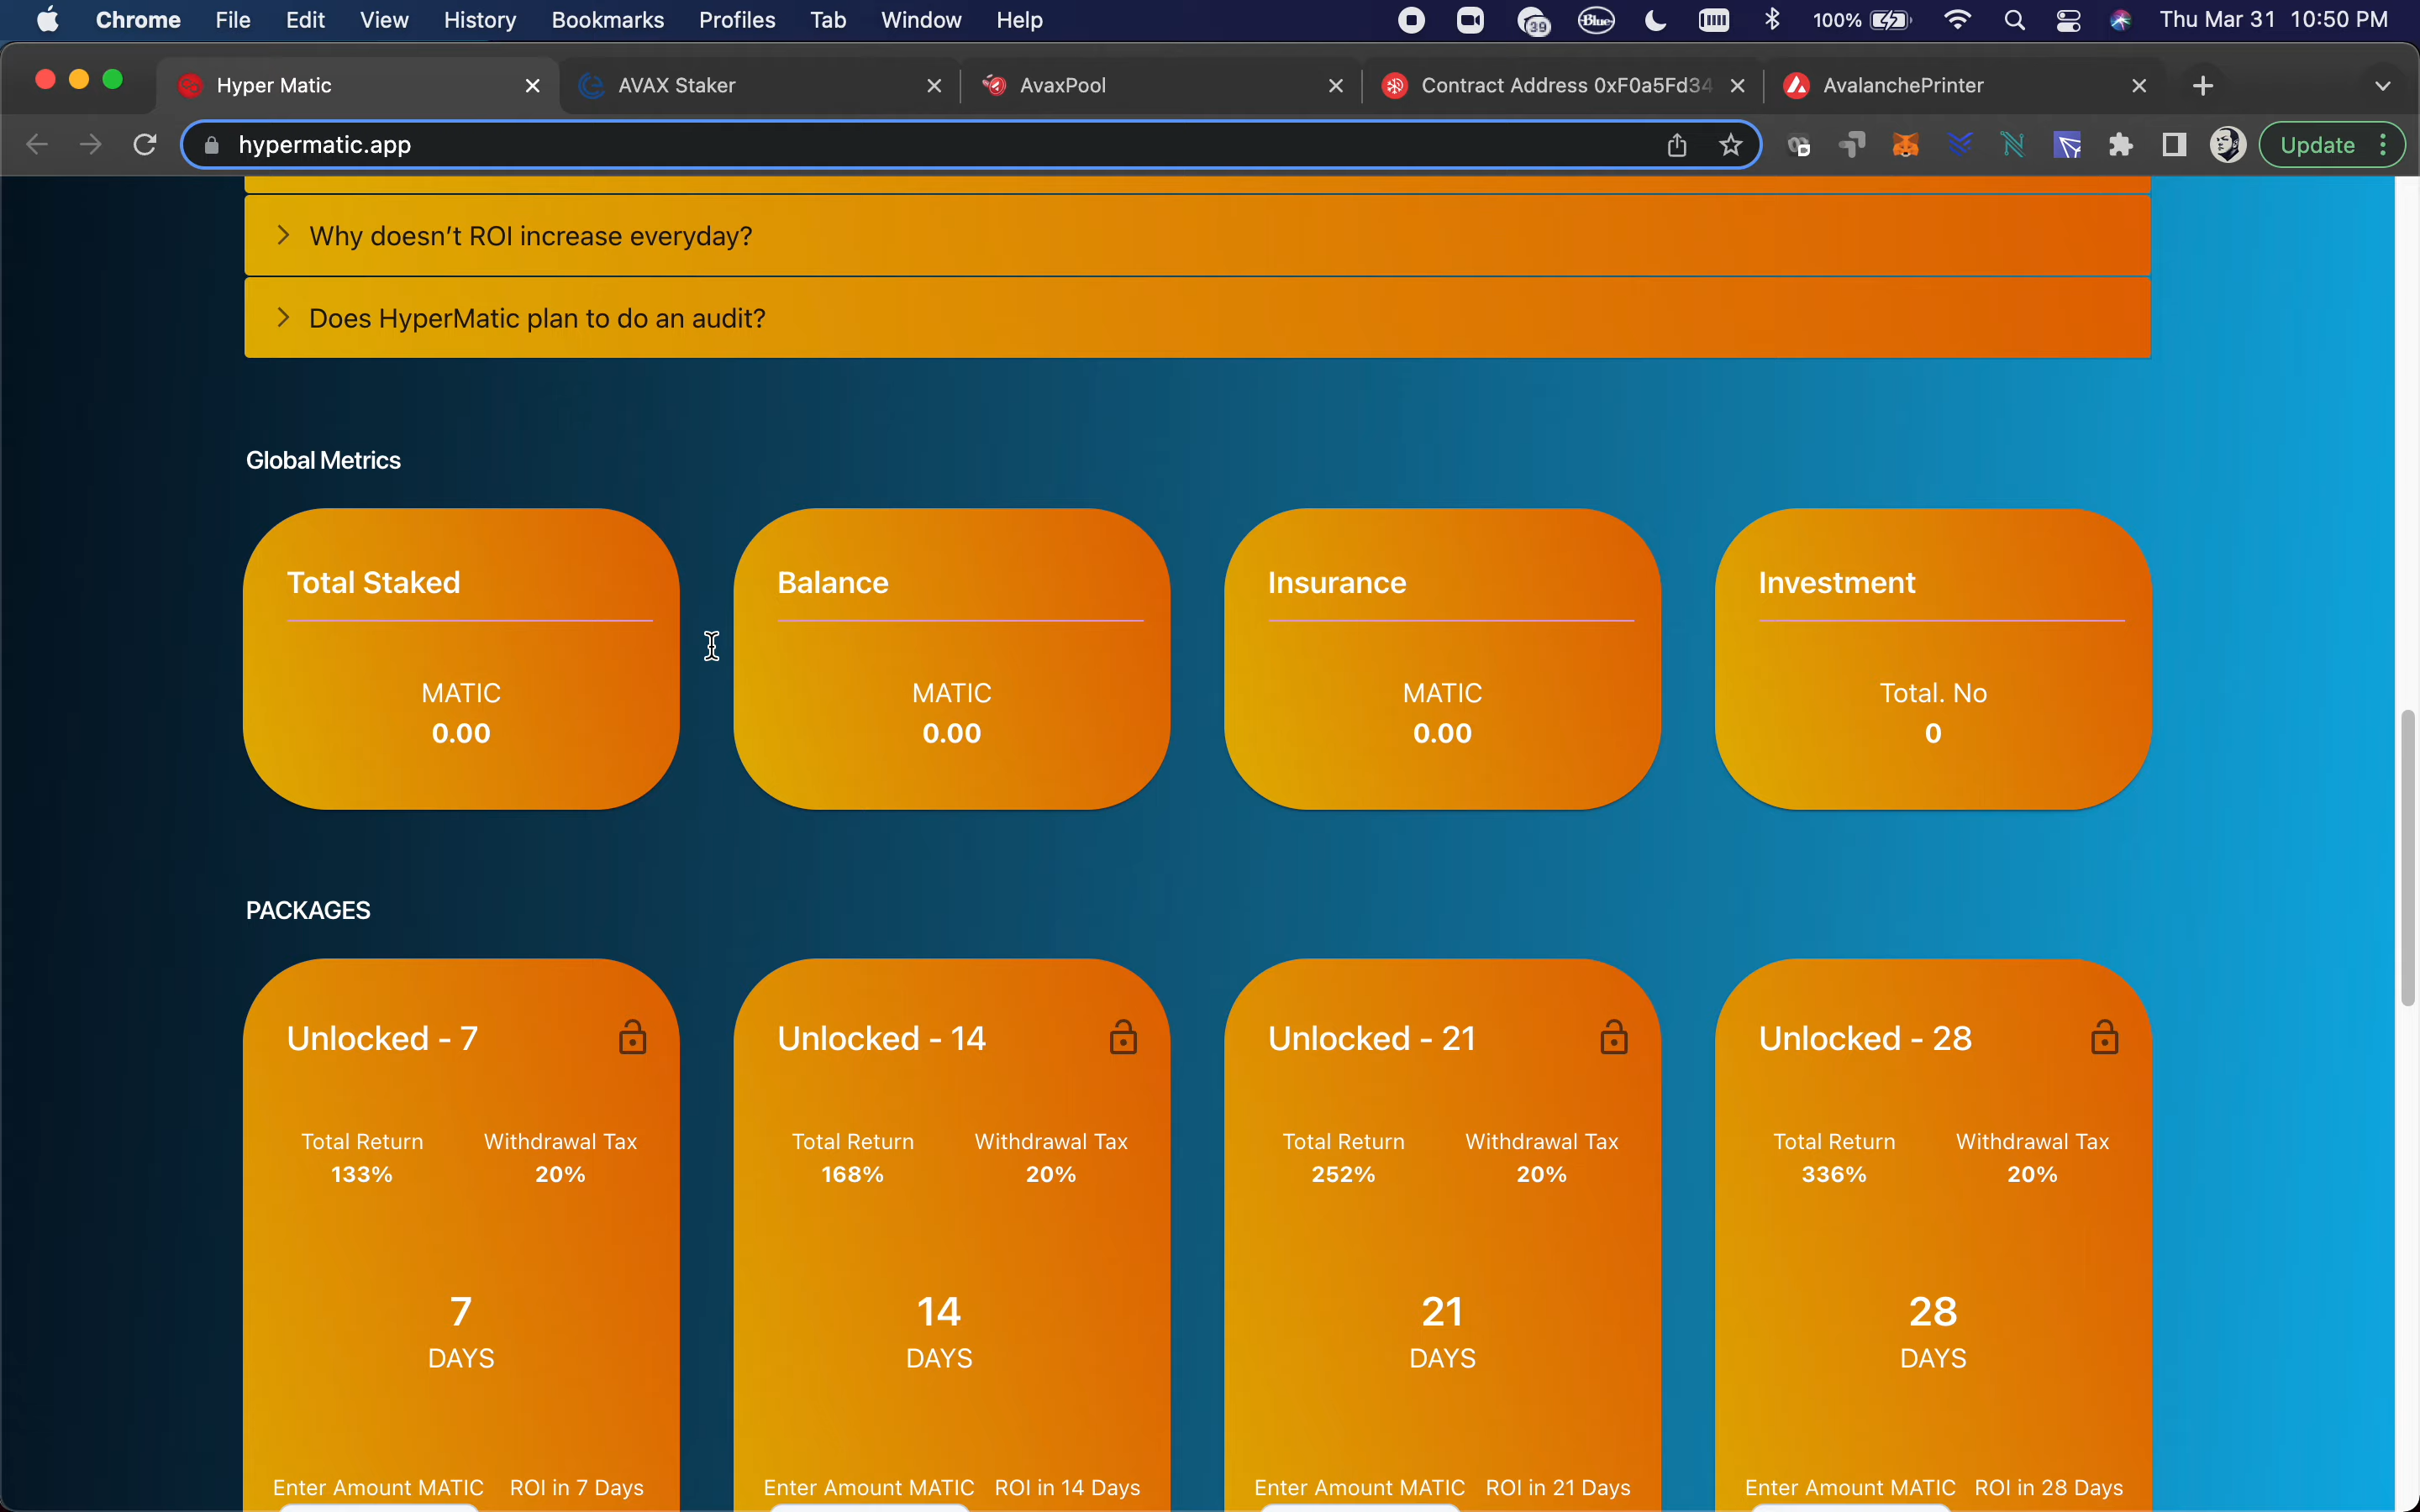 Chrome File Edit View History Bookmarks Profiles Tab Window Help 39 Blue 100% Thu Mar 31 10:50 PM
Hyper Matic AVAX Staker AvaxPool Contract Address 0xF0a5Fd34 AvalanchePrinter
hypermatic.app Update
Why doesn't ROI increase everyday?
Does HyperMatic plan to do an audit?
Global Metrics
Total Staked Balance Insurance Investment
MATIC MATIC MATIC Total. No
0.00 0.00 0.00 0
PACKAGES
Unlocked - 7 Unlocked - 14 Unlocked - 21 Unlocked - 28
Total Return Withdrawal Tax Total Return Withdrawal Tax Total Return Withdrawal Tax Total Return Withdrawal Tax
133% 20% 168% 20% 252% 20% 336% 20%
7 14 21 28
DAYS DAYS DAYS DAYS
Enter Amount MATIC ROI in 7 Days Enter Amount MATIC ROI in 14 Days Enter Amount MATIC ROI in 21 Days Enter Amount MATIC ROI in 28 Days